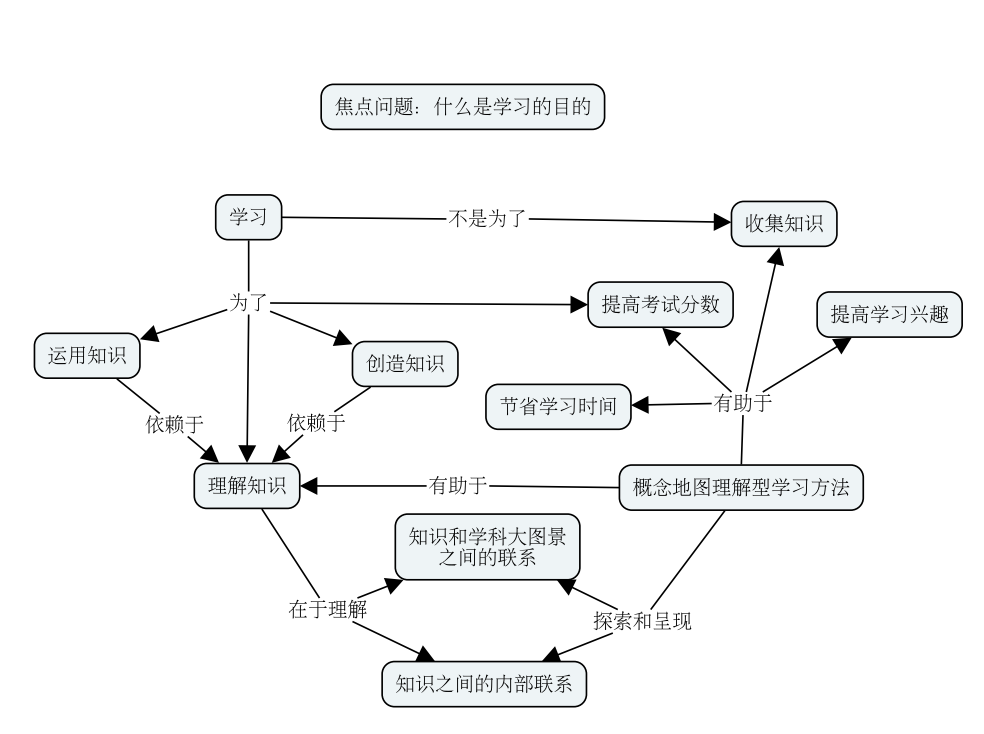 焦点问题：什么是学习的目的
学习
不是为了
收集知识
为了
提高考试分数
提高学习兴趣
运用知识
创造知识
节省学习时间
有助于
依赖于
依赖于
理解知识
有助于
概念地图理解型学习方法
知识和学科大图景
之间的联系
在于理解
探索和呈现
知识之间的内部联系